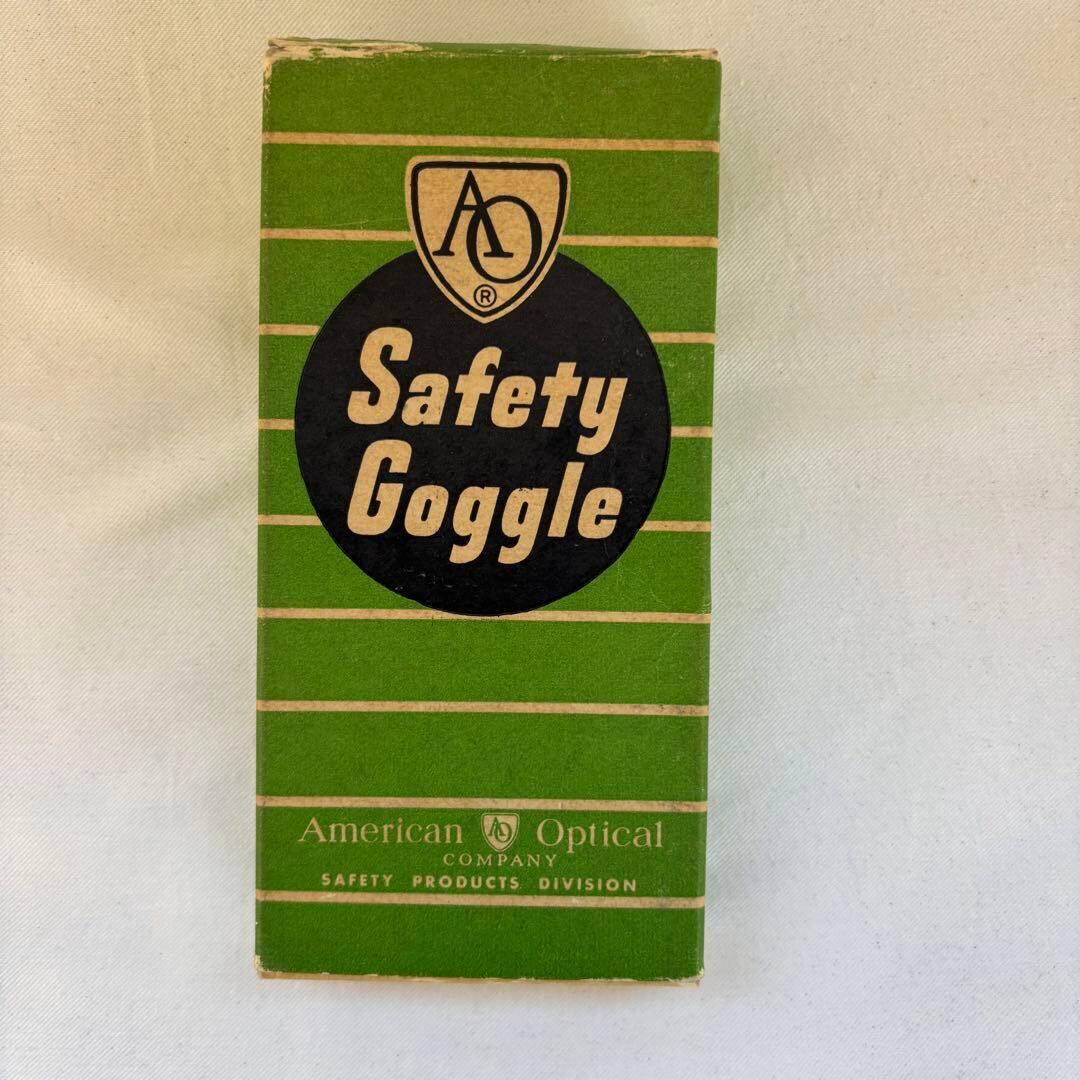 AO
®
Safety
Goggle
American AO Optical
COMPANY
SAFETY PRODUCTS DIVISION